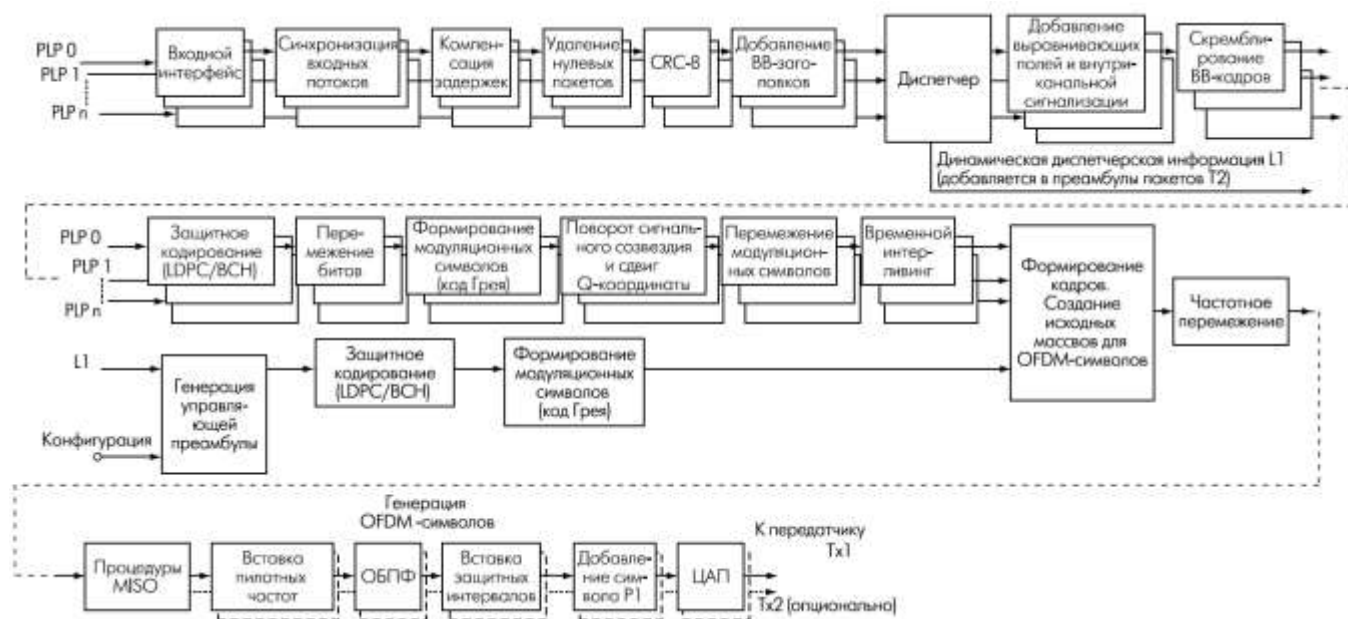 PLP 0
PLP 1
PLP n
Входной
интерфейс
Синхронизация
входных
потоков
Компен-
сация
задержек
Удаление
нулевых
пакетов
CRC-8
Добавление
BB-заго-
ловков
Диспетчер
Добавление
выравнивающих
полей и внутри-
канальной
сигнализации
Скрембли-
рование
BB-кадров
Динамическая диспетчерская информация L1
(добавляется в преамбулы пакетов T2)
PLP 0
PLP 1
PLP n
Защитное
кодирование
(LDPC/BCH)
Пере-
межение
битов
Формирование
модуляционных
символов
(код Грея)
Поворот сигналь-
ного созвездия
и сдвиг
Q-координаты
Перемежение
модуляцион-
ных символов
Временной
интер-
ливинг
Формирование
кадров.
Создание
исходных
массвов для
OFDM-символов
Частотное
перемежение
L1
Конфигурация
Генерация
управля-
ющей
преамбулы
Защитное
кодирование
(LDPC/BCH)
Формирование
модуляционных
символов
(код Грея)
Генерация
OFDM -символов
Процедуры
MISO
Вставка
пилотных
частот
ОБПФ
Вставка
защитных
интервалов
Добавле-
ние сим-
вола P1
ЦАП
К передатчику
Tx1
Tx2 (опционально)